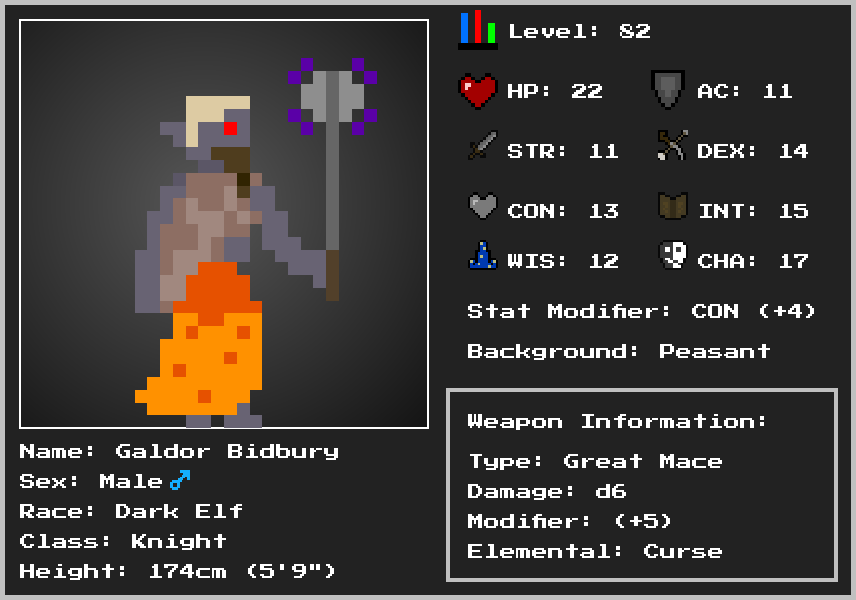 Level: 82
HP: 22 AC: 11
STR: 11 DEX: 14
CON: 13 INT: 15
WIS: 12 CHA: 17
Stat Modifier: CON (+4)
Background: Peasant
Weapon Information:
Type: Great Mace
Damage: d6
Modifier: (+5)
Elemental: Curse
Name: Galdor Bidbury
Sex: Male ♂
Race: Dark Elf
Class: Knight
Height: 174cm (5'9")